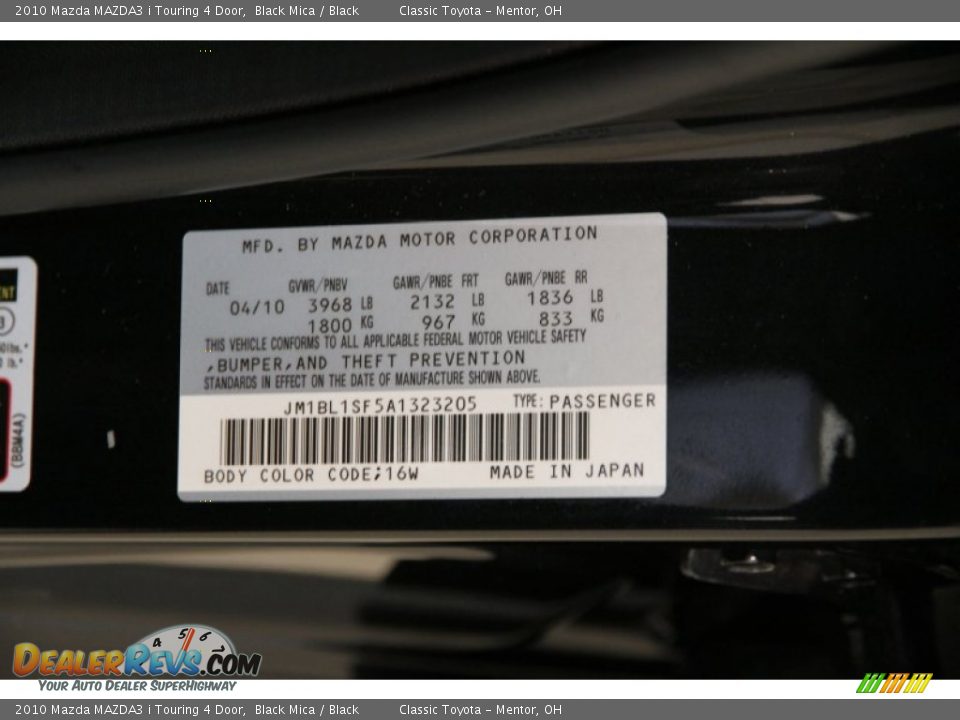 2010 Mazda MAZDA3 i Touring 4 Door, Black Mica / Black Classic Toyota - Mentor, OH
MFD. BY MAZDA MOTOR CORPORATION
DATE GVWR/PNBV GAWR/PNBE FRT GAWR/PNBE RR
04/10 3968 LB 2132 LB 1836 LB
1800 KG 967 KG 833 KG
THIS VEHICLE CONFORMS TO ALL APPLICABLE FEDERAL MOTOR VEHICLE SAFETY
,BUMPER,AND THEFT PREVENTION
STANDARDS IN EFFECT ON THE DATE OF MANUFACTURE SHOWN ABOVE.
JM1BL1SF5A1323205 TYPE: PASSENGER
BODY COLOR CODE;16W MADE IN JAPAN
(BBM4A)
4 5 6
DEALERREVS.COM
YOUR AUTO DEALER SUPERHIGHWAY
2010 Mazda MAZDA3 i Touring 4 Door, Black Mica / Black Classic Toyota - Mentor, OH